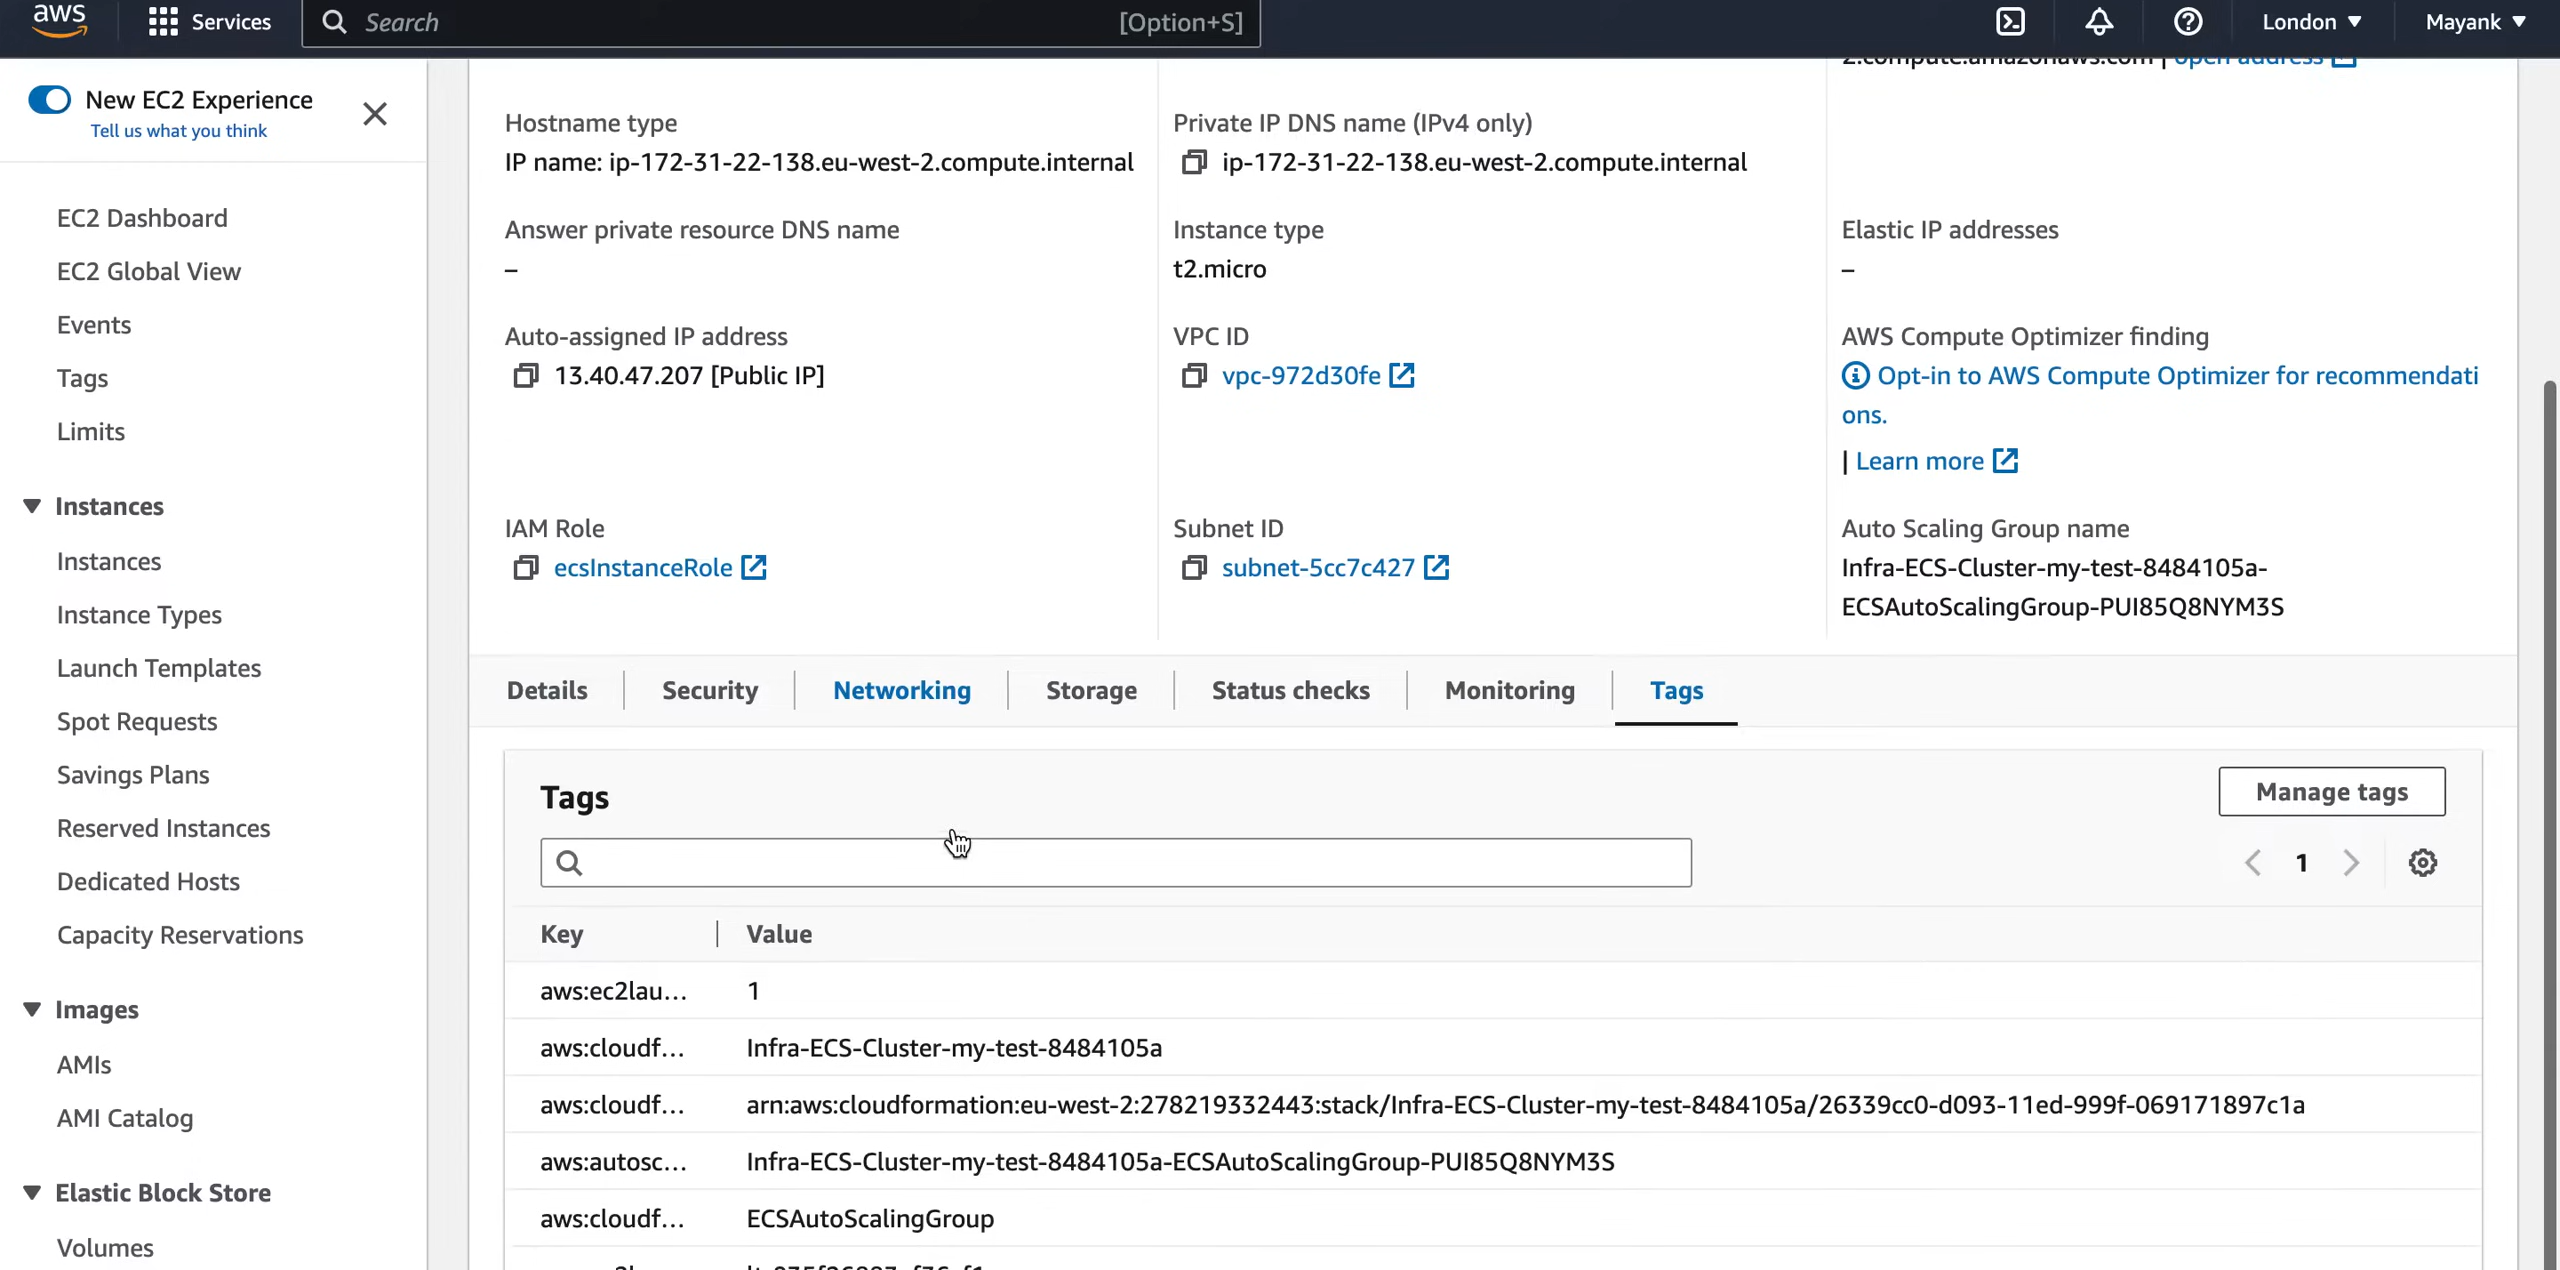 aws
Services
Search
[Option+S]
London
Mayank
New EC2 Experience
Tell us what you think
EC2 Dashboard
EC2 Global View
Events
Tags
Limits
Instances
Instances
Instance Types
Launch Templates
Spot Requests
Savings Plans
Reserved Instances
Dedicated Hosts
Capacity Reservations
Images
AMIs
AMI Catalog
Elastic Block Store
Volumes
2.compute.amazonaws.com | open address
Hostname type
IP name: ip-172-31-22-138.eu-west-2.compute.internal
Private IP DNS name (IPv4 only)
ip-172-31-22-138.eu-west-2.compute.internal
Answer private resource DNS name
–
Instance type
t2.micro
Elastic IP addresses
–
Auto-assigned IP address
13.40.47.207 [Public IP]
VPC ID
vpc-972d30fe
AWS Compute Optimizer finding
Opt-in to AWS Compute Optimizer for recommendati
ons.
| Learn more
IAM Role
ecsInstanceRole
Subnet ID
subnet-5cc7c427
Auto Scaling Group name
Infra-ECS-Cluster-my-test-8484105a-
ECSAutoScalingGroup-PUI85Q8NYM3S
Details
Security
Networking
Storage
Status checks
Monitoring
Tags
Tags
Manage tags
1
Key
Value
aws:ec2lau...
1
aws:cloudf...
Infra-ECS-Cluster-my-test-8484105a
aws:cloudf...
arn:aws:cloudformation:eu-west-2:278219332443:stack/Infra-ECS-Cluster-my-test-8484105a/26339cc0-d093-11ed-999f-069171897c1a
aws:autosc...
Infra-ECS-Cluster-my-test-8484105a-ECSAutoScalingGroup-PUI85Q8NYM3S
aws:cloudf...
ECSAutoScalingGroup